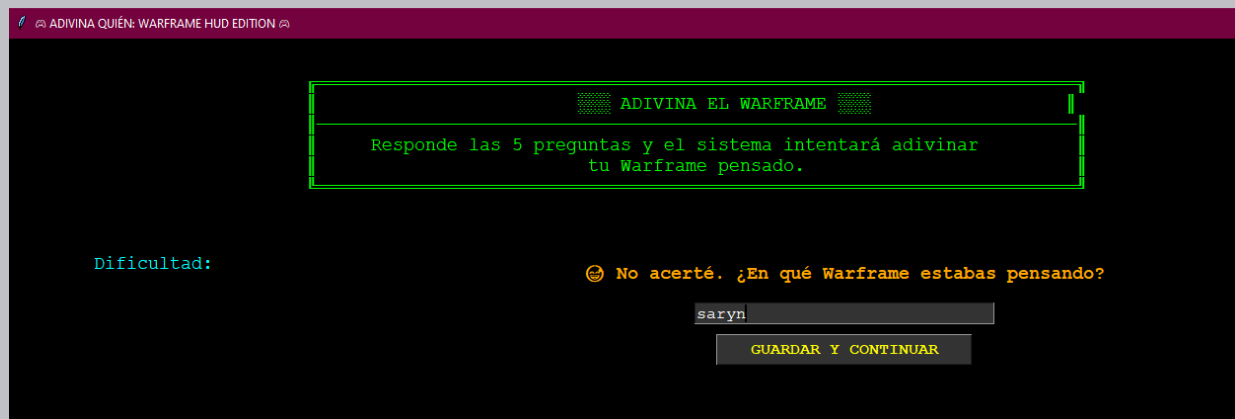 ADIVINA QUIÉN: WARFRAME HUD EDITION
░░░ ADIVINA EL WARFRAME ░░░
Responde las 5 preguntas y el sistema intentará adivinar
tu Warframe pensado.
Dificultad:
😅 No acerté. ¿En qué Warframe estabas pensando?
saryn
GUARDAR Y CONTINUAR